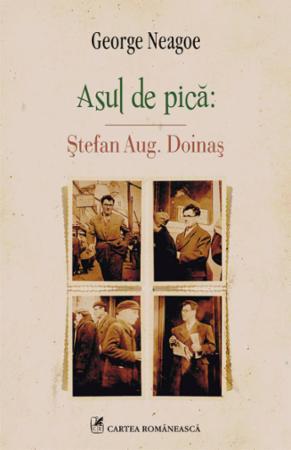 George Neagoe
Asul de pică:
Ștefan Aug. Doinaș
CARTEA ROMÂNEASCĂ